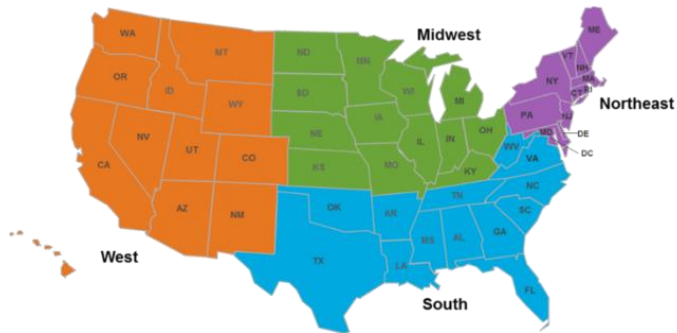 Midwest
Northeast
West
South
WA
MT
ND
MN
ME
VT
NH
OR
ID
WY
SD
WI
MI
NY
MA
CT
RI
NV
UT
CO
NE
IA
IL
IN
OH
PA
NJ
MD
DE
DC
CA
KS
MO
KY
WV
VA
AZ
NM
OK
AR
TN
NC
SC
TX
LA
MS
AL
GA
FL